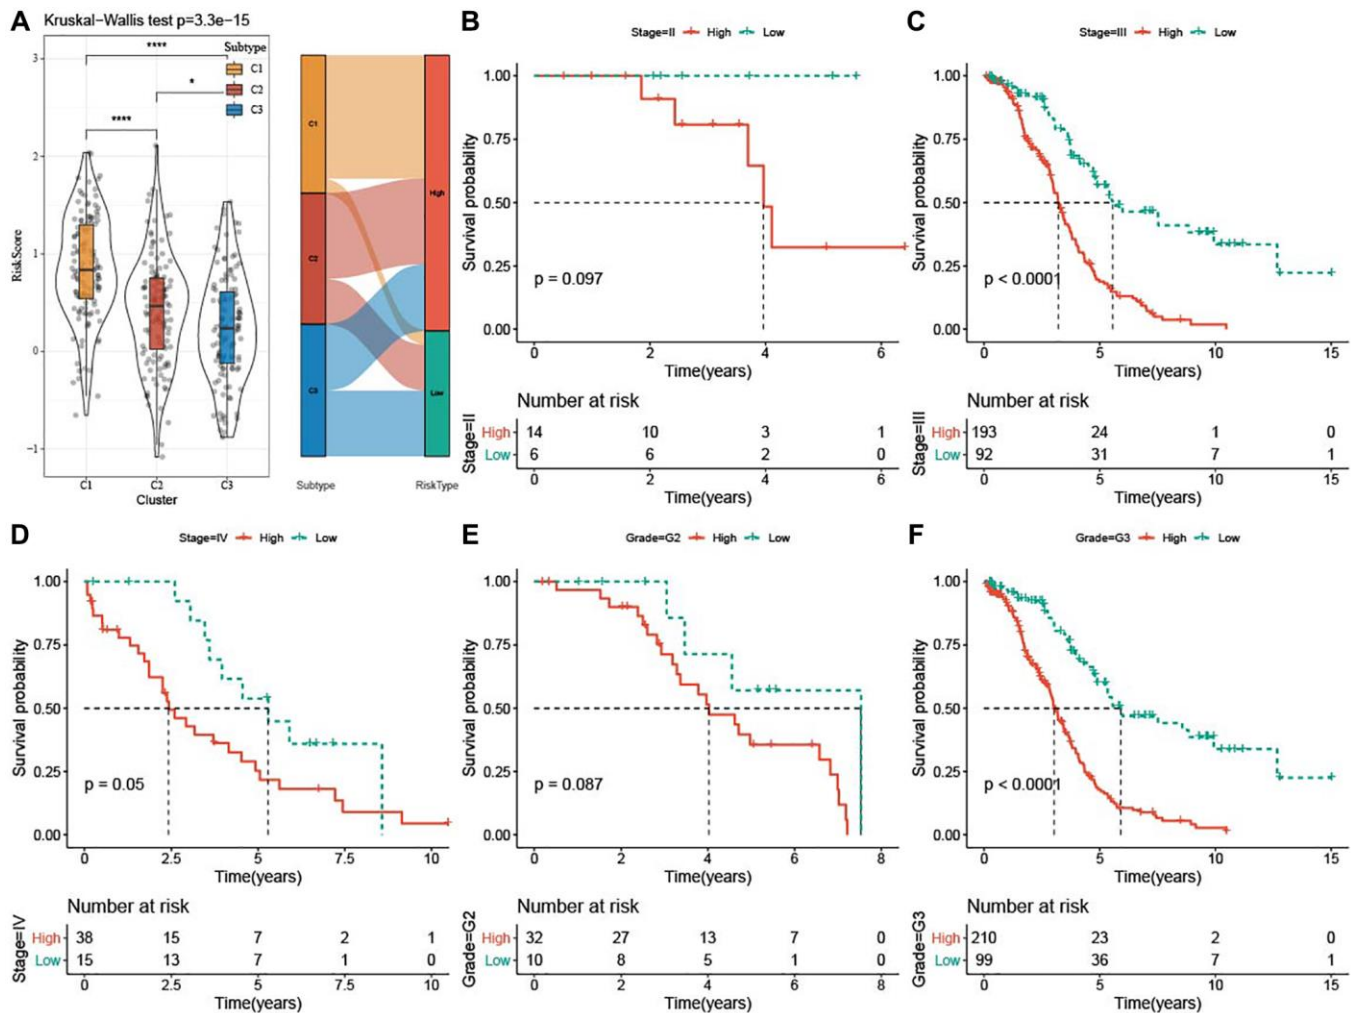 A
Kruskal−Wallis test p=3.3e−15
Subtype
C1
C2
C3
****
*
****
RiskScore
3
2
1
0
−1
C1 C2 C3
Cluster
C1
C2
C3
High
Low
Subtype RiskType
B
Stage=II High Low
Survival probability
1.00
0.75
0.50
0.25
0.00
p = 0.097
0 2 4 6
Time(years)
Number at risk
Stage=II
High 14 10 3 1
Low 6 6 2 0
0 2 4 6
Time(years)
C
Stage=III High Low
Survival probability
1.00
0.75
0.50
0.25
0.00
p < 0.0001
0 5 10 15
Time(years)
Number at risk
Stage=III
High 193 24 1 0
Low 92 31 7 1
0 5 10 15
Time(years)
D
Stage=IV High Low
Survival probability
1.00
0.75
0.50
0.25
0.00
p = 0.05
0 2.5 5 7.5 10
Time(years)
Number at risk
Stage=IV
High 38 15 7 2 1
Low 15 13 7 1 0
0 2.5 5 7.5 10
Time(years)
E
Grade=G2 High Low
Survival probability
1.00
0.75
0.50
0.25
0.00
p = 0.087
0 2 4 6 8
Time(years)
Number at risk
Grade=G2
High 32 27 13 7 0
Low 10 8 5 1 0
0 2 4 6 8
Time(years)
F
Grade=G3 High Low
Survival probability
1.00
0.75
0.50
0.25
0.00
p < 0.0001
0 5 10 15
Time(years)
Number at risk
Grade=G3
High 210 23 2 0
Low 99 36 7 1
0 5 10 15
Time(years)